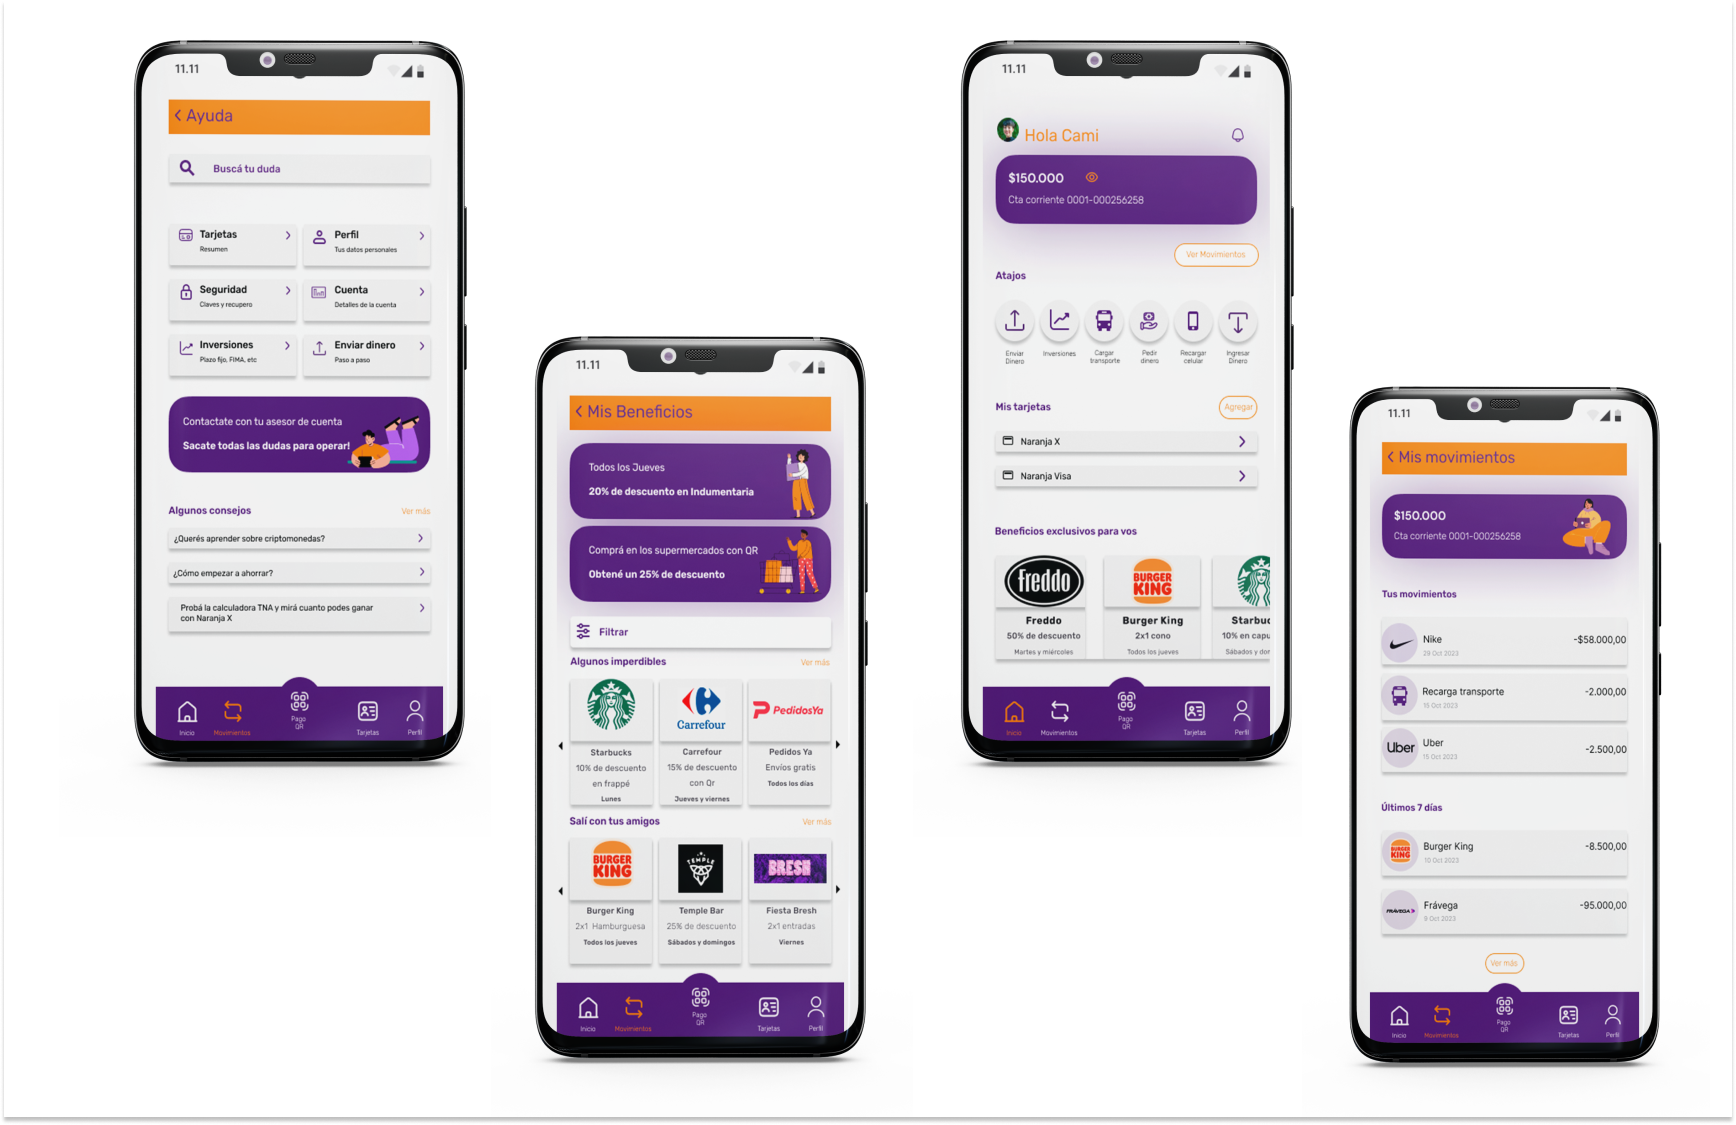 11.11
Ayuda
Buscá tu duda
Tarjetas
Resumen
Perfil
Tus datos personales
Seguridad
Claves y recupero
Cuenta
Detalles de la cuenta
Inversiones
Plazo fijo, FIMA, etc
Enviar dinero
Paso a paso
Contactate con tu asesor de cuenta
Sacate todas las dudas para operar!
Algunos consejos
Ver más
¿Querés aprender sobre criptomonedas?
¿Cómo empezar a ahorrar?
Probá la calculadora TNA y mirá cuanto podes ganar
con Naranja X
Inicio
Movimientos
Pago
QR
Tarjetas
Perfil
11.11
Mis Beneficios
Todos los Jueves
20% de descuento en Indumentaria
Comprá en los supermercados con QR
Obtené un 25% de descuento
Filtrar
Algunos imperdibles
Ver más
Starbucks
10% de descuento
en frappé
Lunes
Carrefour
Carrefour
15% de descuento
con Qr
Jueves y viernes
PedidosYa
Pedidos Ya
Envíos gratis
Todos los días
Salí con tus amigos
Ver más
BURGER
KING
Burger King
2x1 Hamburguesa
Todos los jueves
TEMPLE
Temple Bar
25% de descuento
Sábados y domingos
BRESH
Fiesta Bresh
2x1 entradas
Viernes
Inicio
Movimientos
Pago
QR
Tarjetas
Perfil
11.11
Hola Cami
$150.000
Cta corriente 0001-000256258
Ver Movimientos
Atajos
Enviar
Dinero
Inversiones
Cargar
transporte
Pedir
dinero
Recargar
celular
Ingresar
Dinero
Mis tarjetas
Agregar
Naranja X
Naranja Visa
Beneficios exclusivos para vos
freddo
Freddo
50% de descuento
Martes y miércoles
BURGER
KING
Burger King
2x1 cono
Todos los jueves
Starbuc
10% en capu
Sábados y dor
Inicio
Movimientos
Pago
QR
Tarjetas
Perfil
11.11
Mis movimientos
$150.000
Cta corriente 0001-000256258
Tus movimientos
Nike
-$58.000,00
29 Oct 2023
Recarga transporte
-2.000,00
15 Oct 2023
Uber
Uber
-2.500,00
15 Oct 2023
Últimos 7 días
BURGER
KING
Burger King
-8.500,00
10 Oct 2023
FRÁVEGA
Frávega
-95.000,00
9 Oct 2023
Ver más
Inicio
Movimientos
Pago
QR
Tarjetas
Perfil